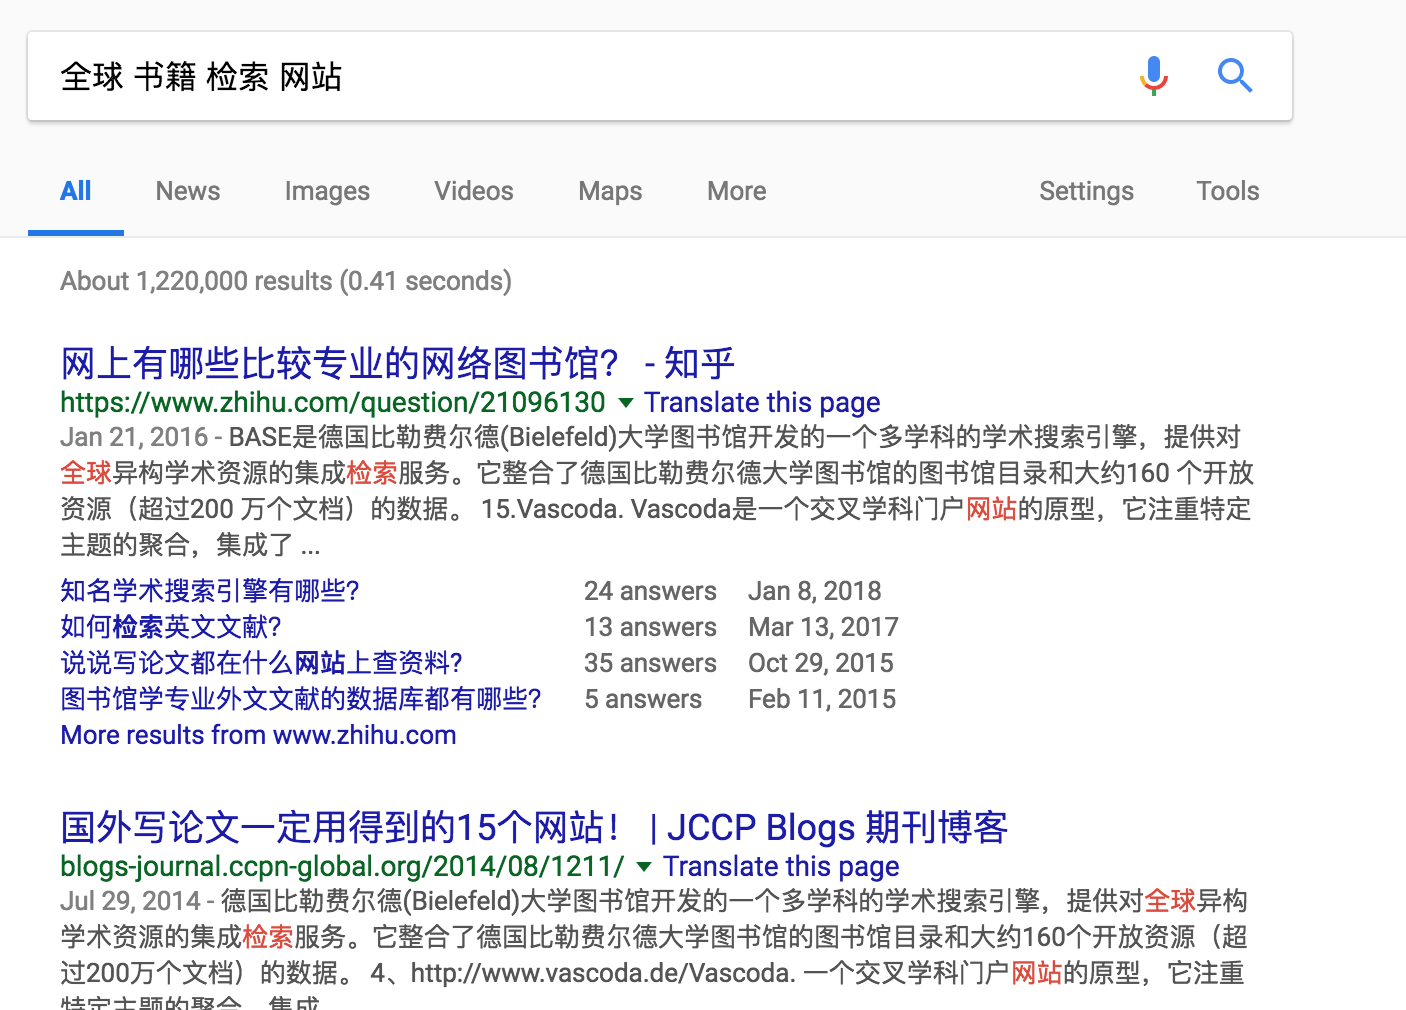 全球 书籍 检索 网站
All News Images Videos Maps More Settings Tools
About 1,220,000 results (0.41 seconds)
网上有哪些比较专业的网络图书馆？ - 知乎
https://www.zhihu.com/question/21096130 Translate this page
Jan 21, 2016 - BASE是德国比勒费尔德(Bielefeld)大学图书馆开发的一个多学科的学术搜索引擎，提供对
全球异构学术资源的集成检索服务。它整合了德国比勒费尔德大学图书馆的图书馆目录和大约160 个开放
资源（超过200 万个文档）的数据。 15.Vascoda. Vascoda是一个交叉学科门户网站的原型，它注重特定
主题的聚合，集成了 ...
知名学术搜索引擎有哪些? 24 answers Jan 8, 2018
如何检索英文文献? 13 answers Mar 13, 2017
说说写论文都在什么网站上查资料? 35 answers Oct 29, 2015
图书馆学专业外文文献的数据库都有哪些? 5 answers Feb 11, 2015
More results from www.zhihu.com
国外写论文一定用得到的15个网站！ | JCCP Blogs 期刊博客
blogs-journal.ccpn-global.org/2014/08/1211/ Translate this page
Jul 29, 2014 - 德国比勒费尔德(Bielefeld)大学图书馆开发的一个多学科的学术搜索引擎，提供对全球异构
学术资源的集成检索服务。它整合了德国比勒费尔德大学图书馆的图书馆目录和大约160个开放资源（超
过200万个文档）的数据。 4、http://www.vascoda.de/Vascoda. 一个交叉学科门户网站的原型，它注重
特定主题的聚合，集成